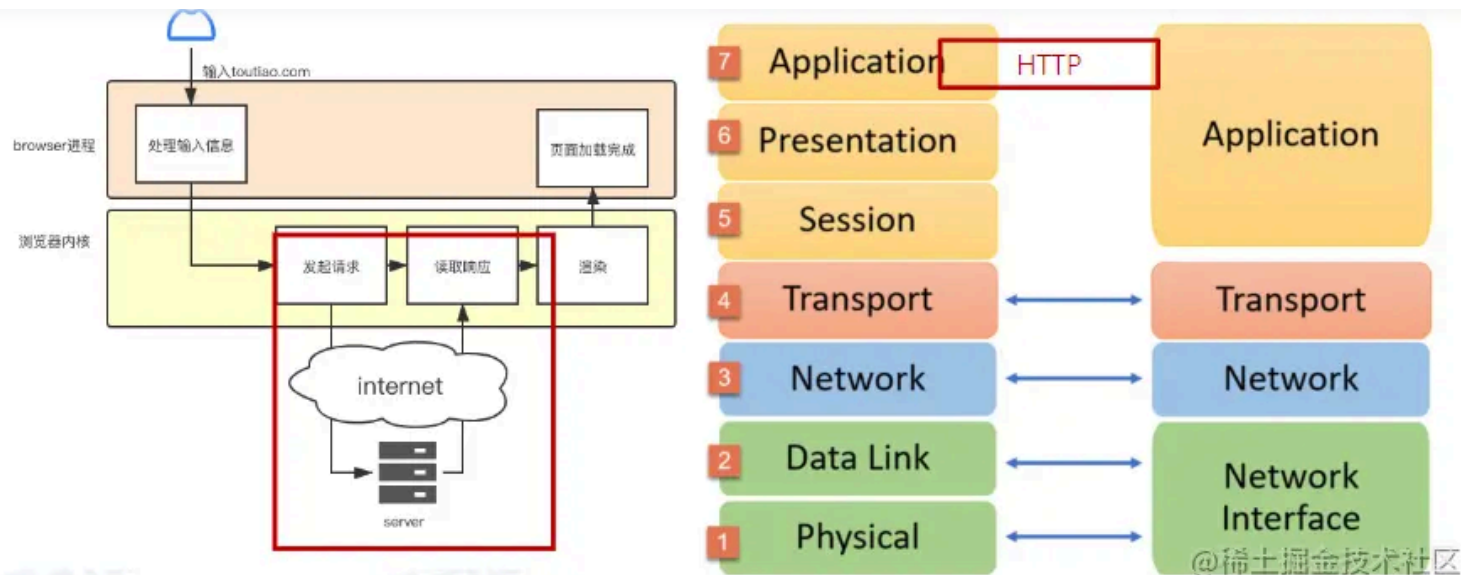 输入toutiao.com
browser进程
处理输入信息
页面加载完成
浏览器内核
发起请求
读取响应
渲染
internet
server
7 Application
HTTP
6 Presentation
5 Session
4 Transport
3 Network
2 Data Link
1 Physical
Application
Transport
Network
Network
Interface
@稀土掘金技术社区